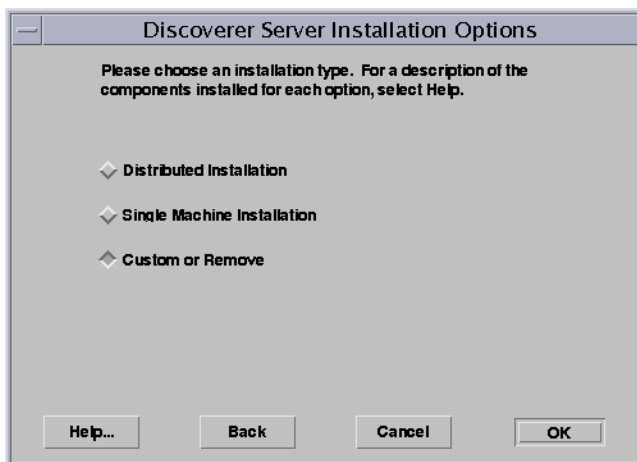 Discoverer Server Installation Options
Please choose an installation type. For a description of the
components installed for each option, select Help.
Distributed Installation
Single Machine Installation
Custom or Remove
Help... Back Cancel OK